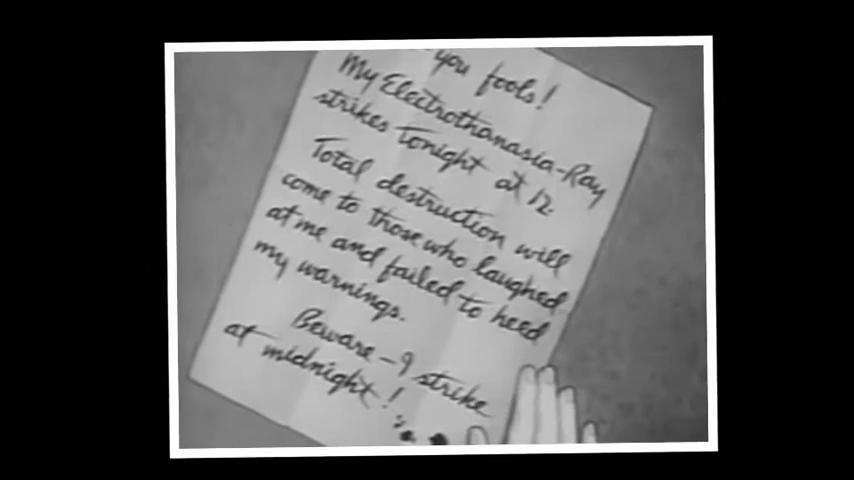 you fools!
My Electrothanasia-Ray
strikes tonight at 12.
Total destruction will
come to those who laughed
at me and failed to heed
my warnings.
Beware - I strike
at midnight!